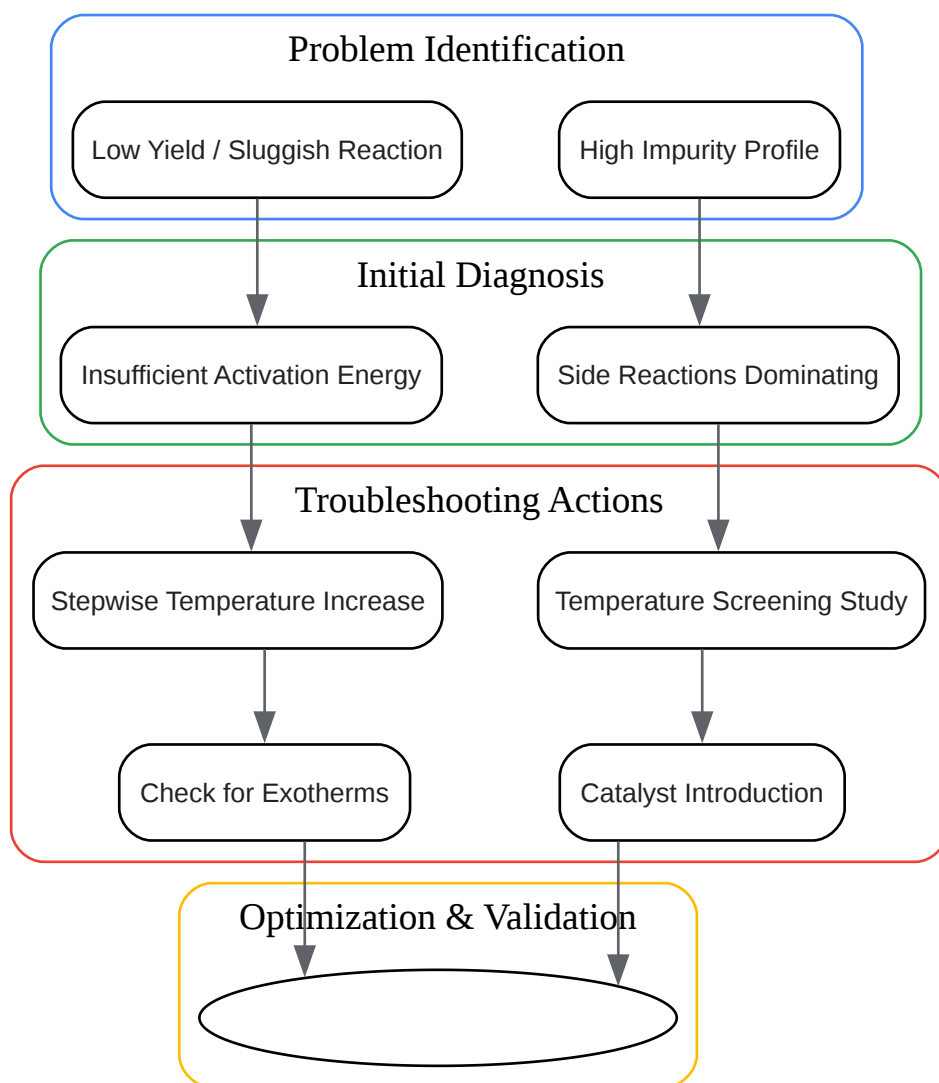 Problem Identification
Low Yield / Sluggish Reaction
High Impurity Profile
Initial Diagnosis
Insufficient Activation Energy
Side Reactions Dominating
Troubleshooting Actions
Stepwise Temperature Increase
Temperature Screening Study
Check for Exotherms
Catalyst Introduction
Optimization & Validation